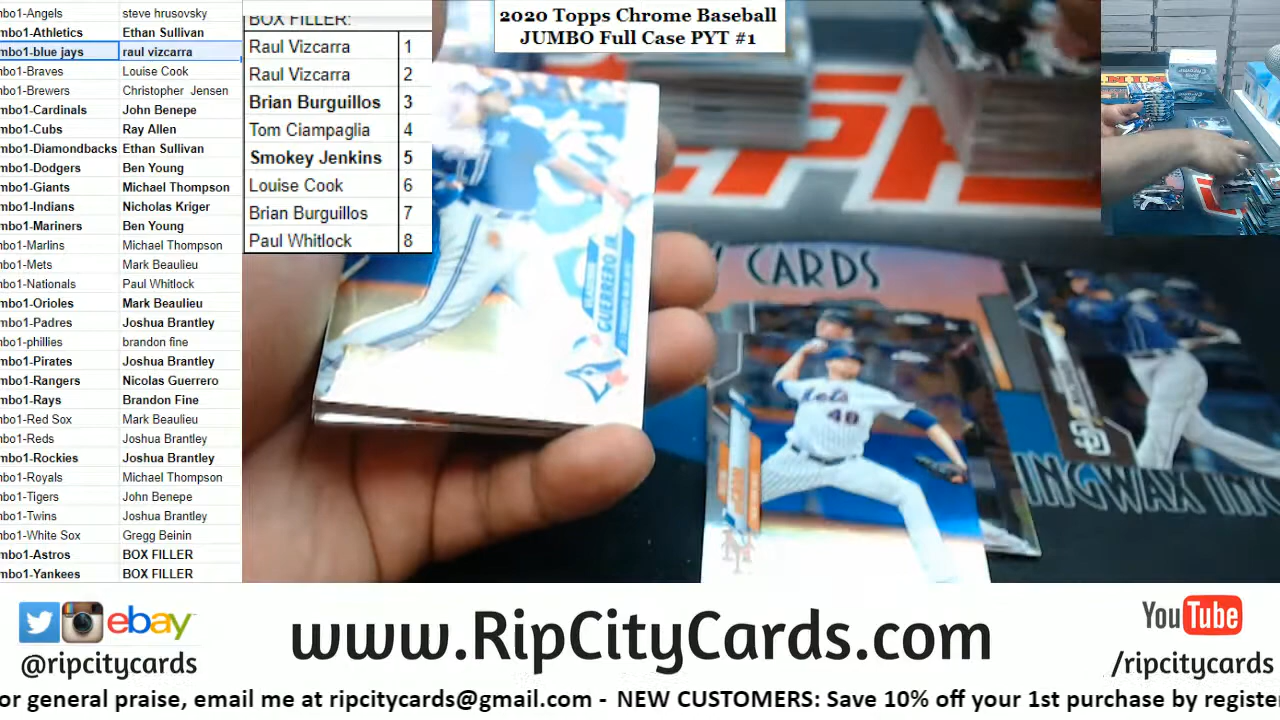 mbo1-Angels steve hrusovsky
mbo1-Athletics Ethan Sullivan
mbo1-blue jays raul vizcarra
mbo1-Braves Louise Cook
mbo1-Brewers Christopher Jensen
mbo1-Cardinals John Benepe
mbo1-Cubs Ray Allen
mbo1-Diamondbacks Ethan Sullivan
mbo1-Dodgers Ben Young
mbo1-Giants Michael Thompson
mbo1-Indians Nicholas Kriger
mbo1-Mariners Ben Young
mbo1-Marlins Michael Thompson
mbo1-Mets Mark Beaulieu
mbo1-Nationals Paul Whitlock
mbo1-Orioles Mark Beaulieu
mbo1-Padres Joshua Brantley
mbo1-phillies brandon fine
mbo1-Pirates Joshua Brantley
mbo1-Rangers Nicolas Guerrero
mbo1-Rays Brandon Fine
mbo1-Red Sox Mark Beaulieu
mbo1-Reds Joshua Brantley
mbo1-Rockies Joshua Brantley
mbo1-Royals Michael Thompson
mbo1-Tigers John Benepe
mbo1-Twins Joshua Brantley
mbo1-White Sox Gregg Beinin
mbo1-Astros BOX FILLER
mbo1-Yankees BOX FILLER
BOX FILLER:
Raul Vizcarra 1
Raul Vizcarra 2
Brian Burguillos 3
Tom Ciampaglia 4
Smokey Jenkins 5
Louise Cook 6
Brian Burguillos 7
Paul Whitlock 8
2020 Topps Chrome Baseball
JUMBO Full Case PYT #1
VLADIMIR
GUERRERO JR.
CARDS
Mets
48
SD
INGWAX INC
ebay
@ripcitycards
www.RipCityCards.com
YouTube
/ripcitycards
or general praise, email me at ripcitycards@gmail.com - NEW CUSTOMERS: Save 10% off your 1st purchase by register